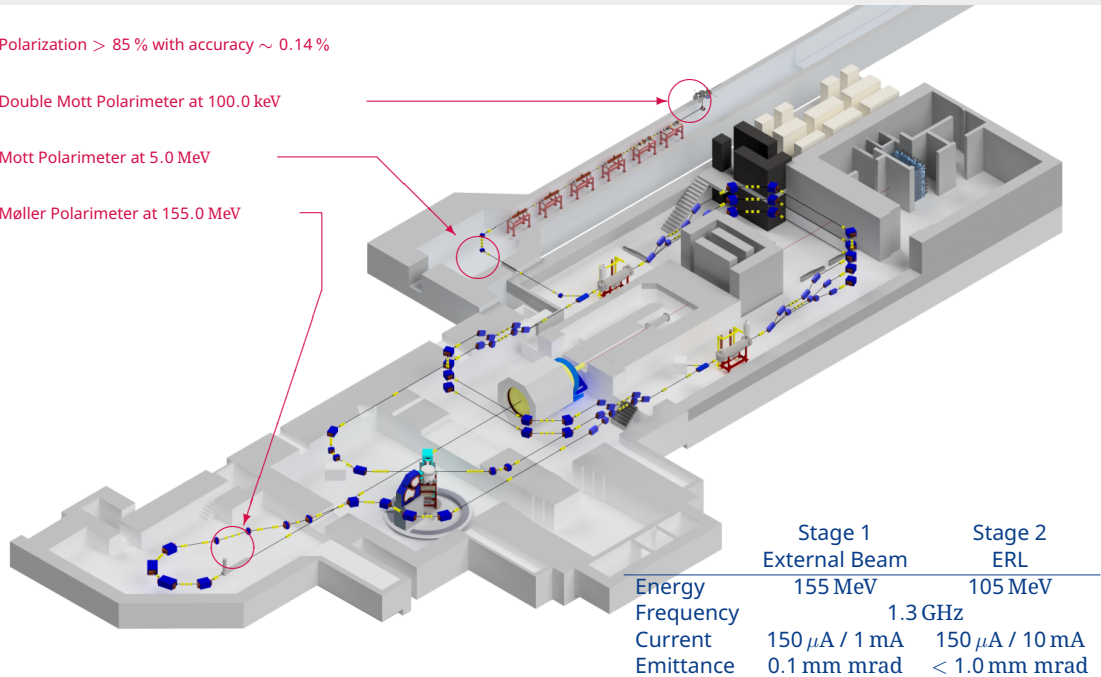 Polarization > 85 % with accuracy ∼ 0.14 %
Double Mott Polarimeter at 100.0 keV
Mott Polarimeter at 5.0 MeV
Møller Polarimeter at 155.0 MeV
Stage 1 Stage 2
External Beam ERL
Energy 155 MeV 105 MeV
Frequency 1.3 GHz
Current 150 μA / 1 mA 150 μA / 10 mA
Emittance 0.1 mm mrad < 1.0 mm mrad